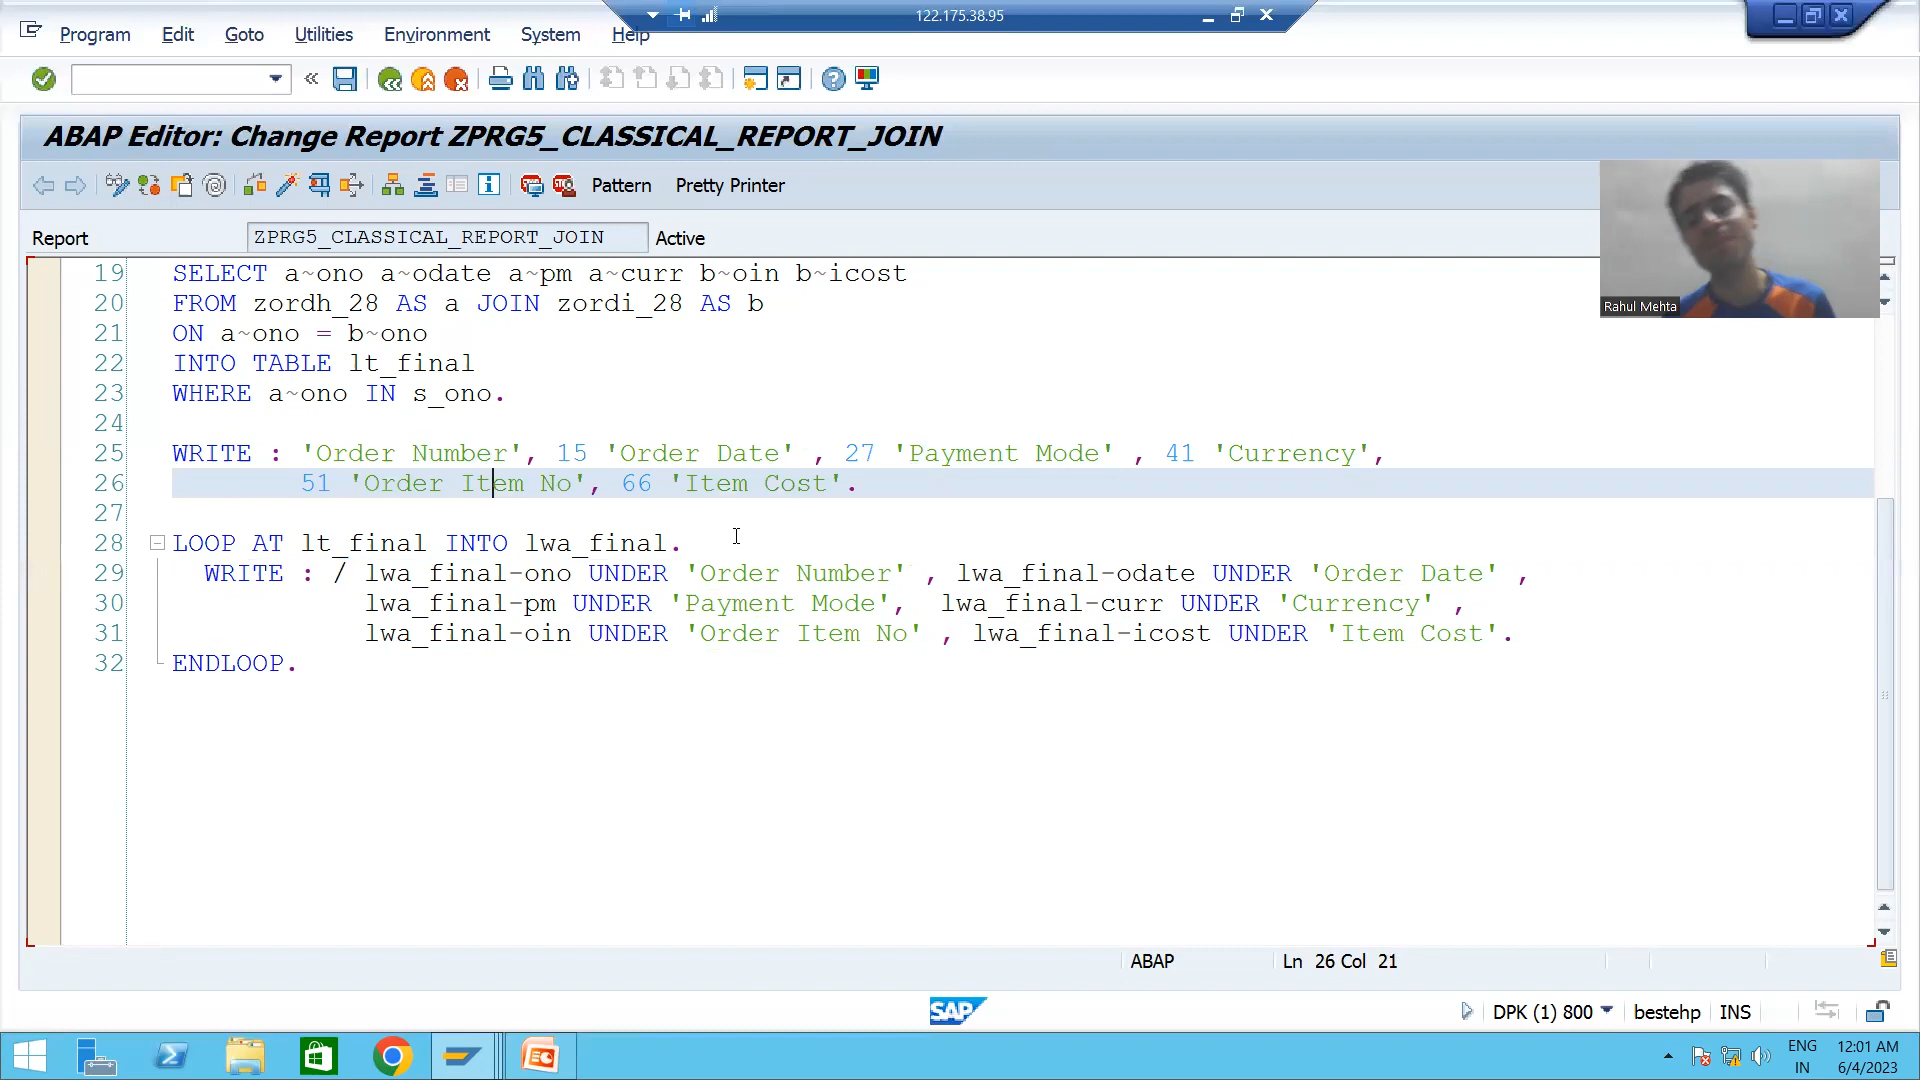 122.175.38.95
Program Edit Goto Utilities Environment System Help
ABAP Editor: Change Report ZPRG5_CLASSICAL_REPORT_JOIN
Pattern Pretty Printer
Report ZPRG5_CLASSICAL_REPORT_JOIN Active
Rahul Mehta
19 SELECT a~ono a~odate a~pm a~curr b~oin b~icost
20 FROM zordh_28 AS a JOIN zordi_28 AS b
21 ON a~ono = b~ono
22 INTO TABLE lt_final
23 WHERE a~ono IN s_ono.
24
25 WRITE : 'Order Number', 15 'Order Date' , 27 'Payment Mode' , 41 'Currency',
26 51 'Order Item No', 66 'Item Cost'.
27
28 LOOP AT lt_final INTO lwa_final.
29 WRITE : / lwa_final-ono UNDER 'Order Number' , lwa_final-odate UNDER 'Order Date' ,
30 lwa_final-pm UNDER 'Payment Mode', lwa_final-curr UNDER 'Currency' ,
31 lwa_final-oin UNDER 'Order Item No' , lwa_final-icost UNDER 'Item Cost'.
32 ENDLOOP.
ABAP Ln 26 Col 21
SAP
DPK (1) 800 bestehp INS
ENG 12:01 AM
IN 6/4/2023